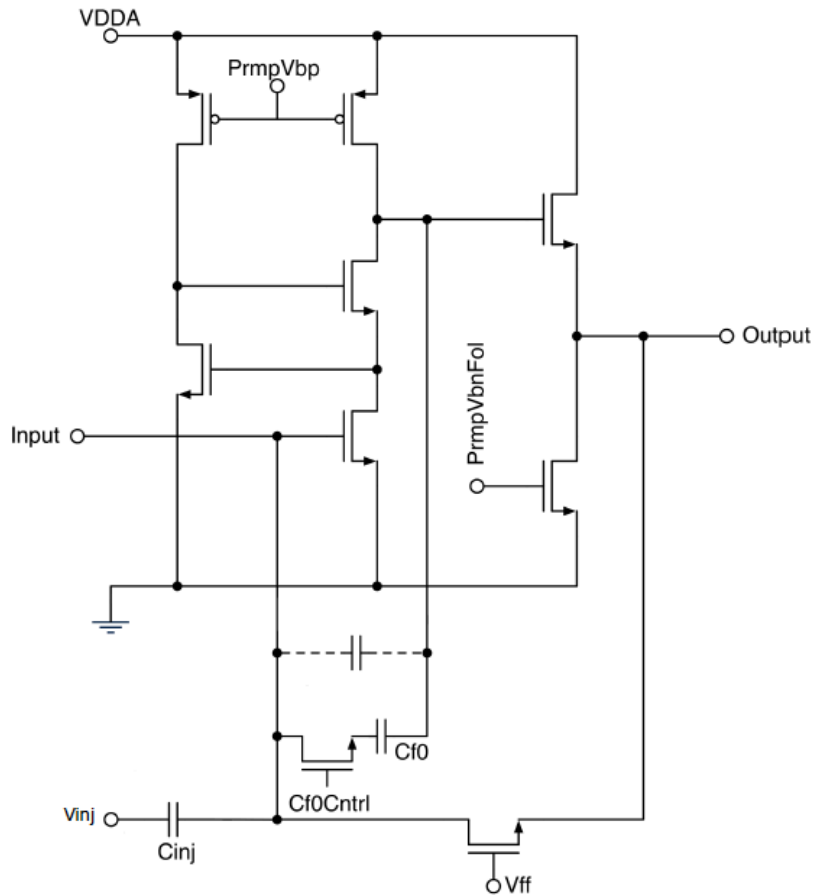 VDDA
PrmpVbp
PrmpVbnFol
Output
Input
Cf0
Cf0Cntrl
Vinj
Cinj
Vff